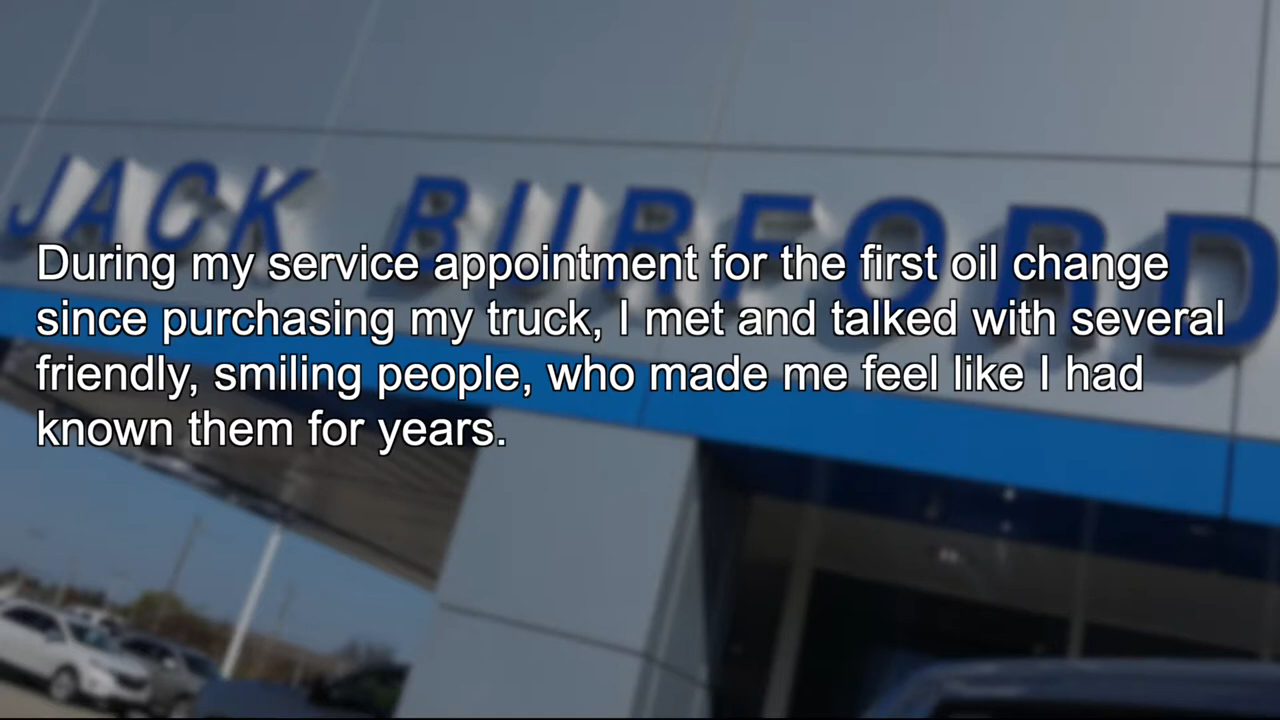 JACK BURFORD
During my service appointment for the first oil change
since purchasing my truck, I met and talked with several
friendly, smiling people, who made me feel like I had
known them for years.